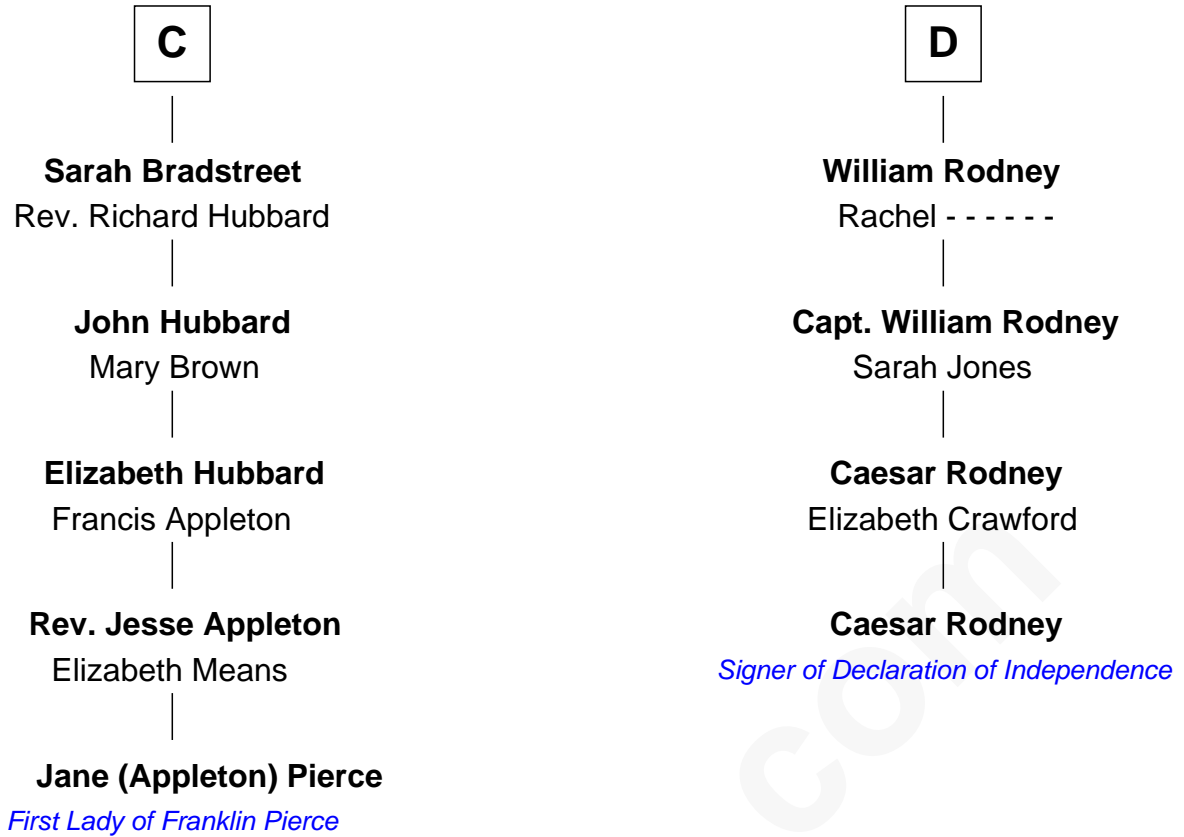 C
Sarah Bradstreet
Rev. Richard Hubbard
John Hubbard
Mary Brown
Elizabeth Hubbard
Francis Appleton
Rev. Jesse Appleton
Elizabeth Means
Jane (Appleton) Pierce
First Lady of Franklin Pierce
D
William Rodney
Rachel - - - - - -
Capt. William Rodney
Sarah Jones
Caesar Rodney
Elizabeth Crawford
Caesar Rodney
Signer of Declaration of Independence
com